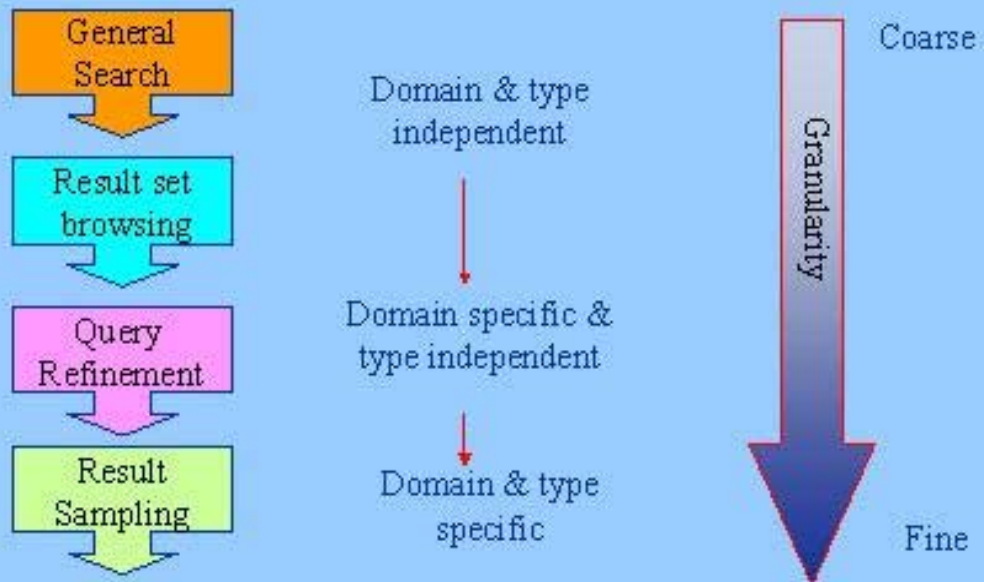 General
Search
Coarse
Domain & type
independent
Granularity
Result set
browsing
Domain specific &
type independent
Query
Refinement
Result
Sampling
Domain & type
specific
Fine